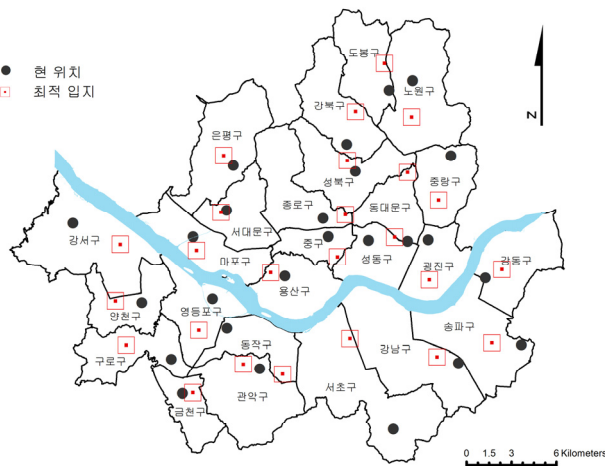 현 위치
최적 입지
N
도봉구
노원구
강북구
은평구
성북구
중랑구
종로구
동대문구
서대문구
강서구
마포구
중구
성동구
광진구
강동구
용산구
양천구
영등포구
송파구
동작구
강남구
구로구
서초구
관악구
금천구
0 1.5 3 6 Kilometers